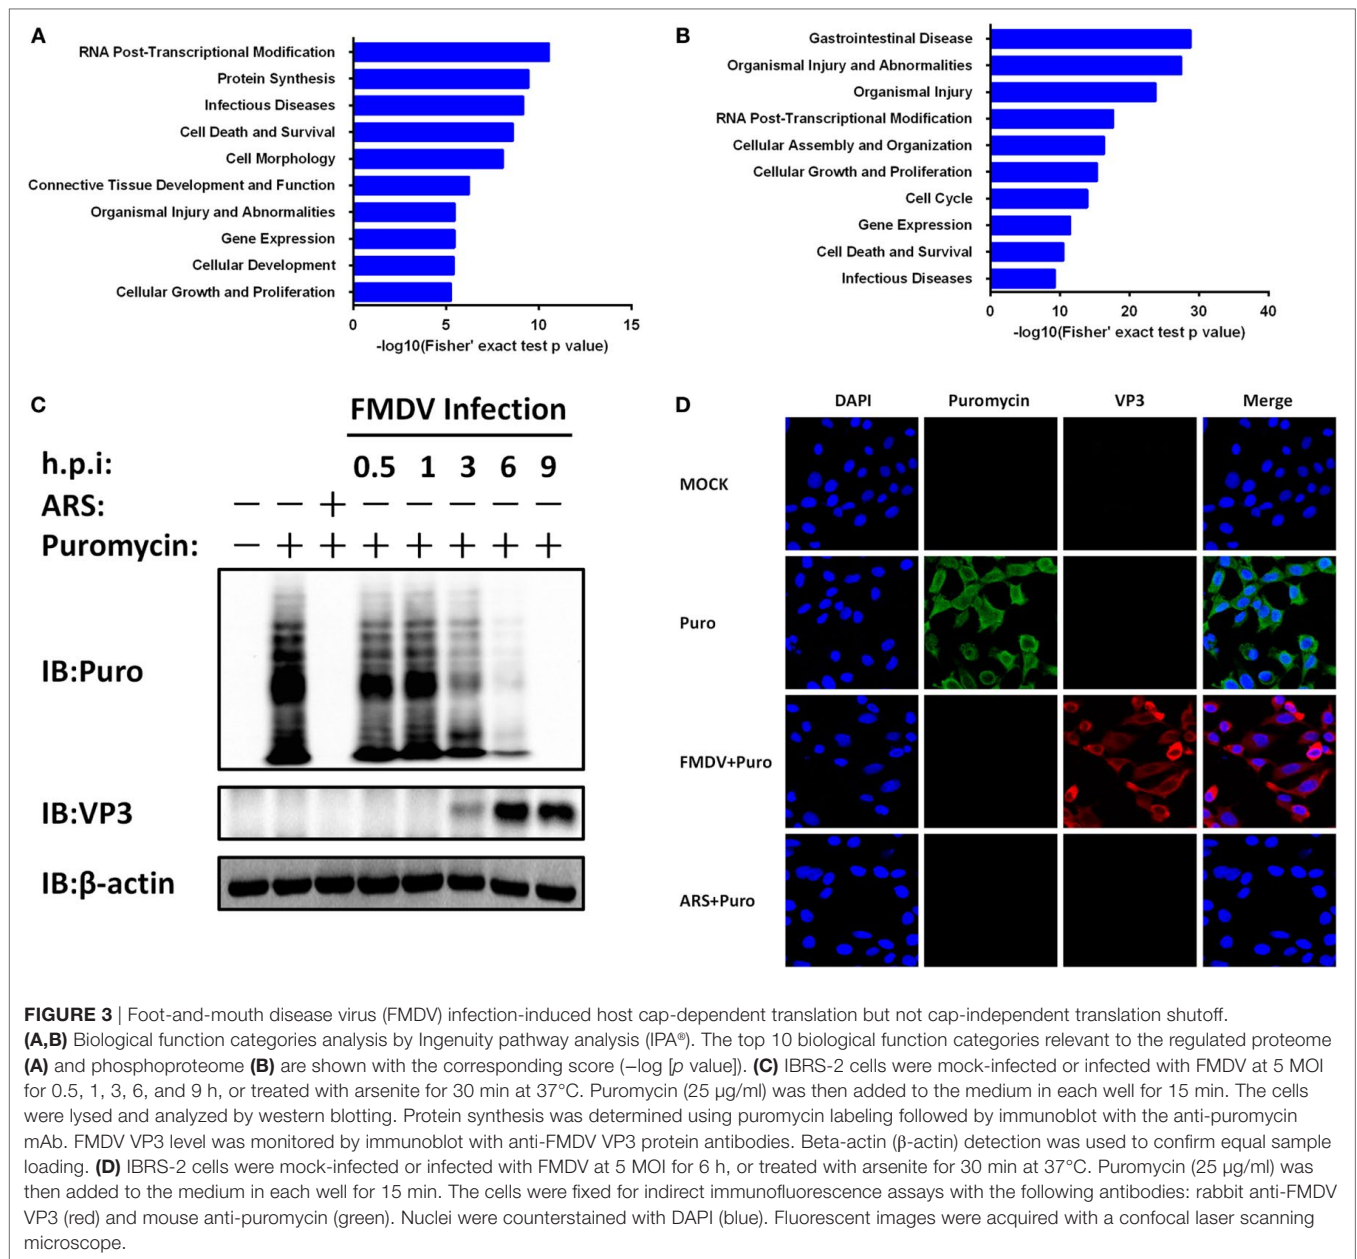 A
RNA Post-Transcriptional Modification
Protein Synthesis
Infectious Diseases
Cell Death and Survival
Cell Morphology
Connective Tissue Development and Function
Organismal Injury and Abnormalities
Gene Expression
Cellular Development
Cellular Growth and Proliferation
0 5 10 15
-log10(Fisher' exact test p value)
B
Gastrointestinal Disease
Organismal Injury and Abnormalities
Organismal Injury
RNA Post-Transcriptional Modification
Cellular Assembly and Organization
Cellular Growth and Proliferation
Cell Cycle
Gene Expression
Cell Death and Survival
Infectious Diseases
0 10 20 30 40
-log10(Fisher' exact test p value)
C
FMDV Infection
h.p.i: 0.5 1 3 6 9
ARS: − − + − − − − −
Puromycin: − + + + + + + +
IB:Puro
IB:VP3
IB:β-actin
D
DAPI Puromycin VP3 Merge
MOCK
Puro
FMDV+Puro
ARS+Puro
FIGURE 3 | Foot-and-mouth disease virus (FMDV) infection-induced host cap-dependent translation but not cap-independent translation shutoff.
(A,B) Biological function categories analysis by Ingenuity pathway analysis (IPA®). The top 10 biological function categories relevant to the regulated proteome
(A) and phosphoproteome (B) are shown with the corresponding score (−log [p value]). (C) IBRS-2 cells were mock-infected or infected with FMDV at 5 MOI
for 0.5, 1, 3, 6, and 9 h, or treated with arsenite for 30 min at 37°C. Puromycin (25 µg/ml) was then added to the medium in each well for 15 min. The cells
were lysed and analyzed by western blotting. Protein synthesis was determined using puromycin labeling followed by immunoblot with the anti-puromycin
mAb. FMDV VP3 level was monitored by immunoblot with anti-FMDV VP3 protein antibodies. Beta-actin (β-actin) detection was used to confirm equal sample
loading. (D) IBRS-2 cells were mock-infected or infected with FMDV at 5 MOI for 6 h, or treated with arsenite for 30 min at 37°C. Puromycin (25 µg/ml) was
then added to the medium in each well for 15 min. The cells were fixed for indirect immunofluorescence assays with the following antibodies: rabbit anti-FMDV
VP3 (red) and mouse anti-puromycin (green). Nuclei were counterstained with DAPI (blue). Fluorescent images were acquired with a confocal laser scanning
microscope.